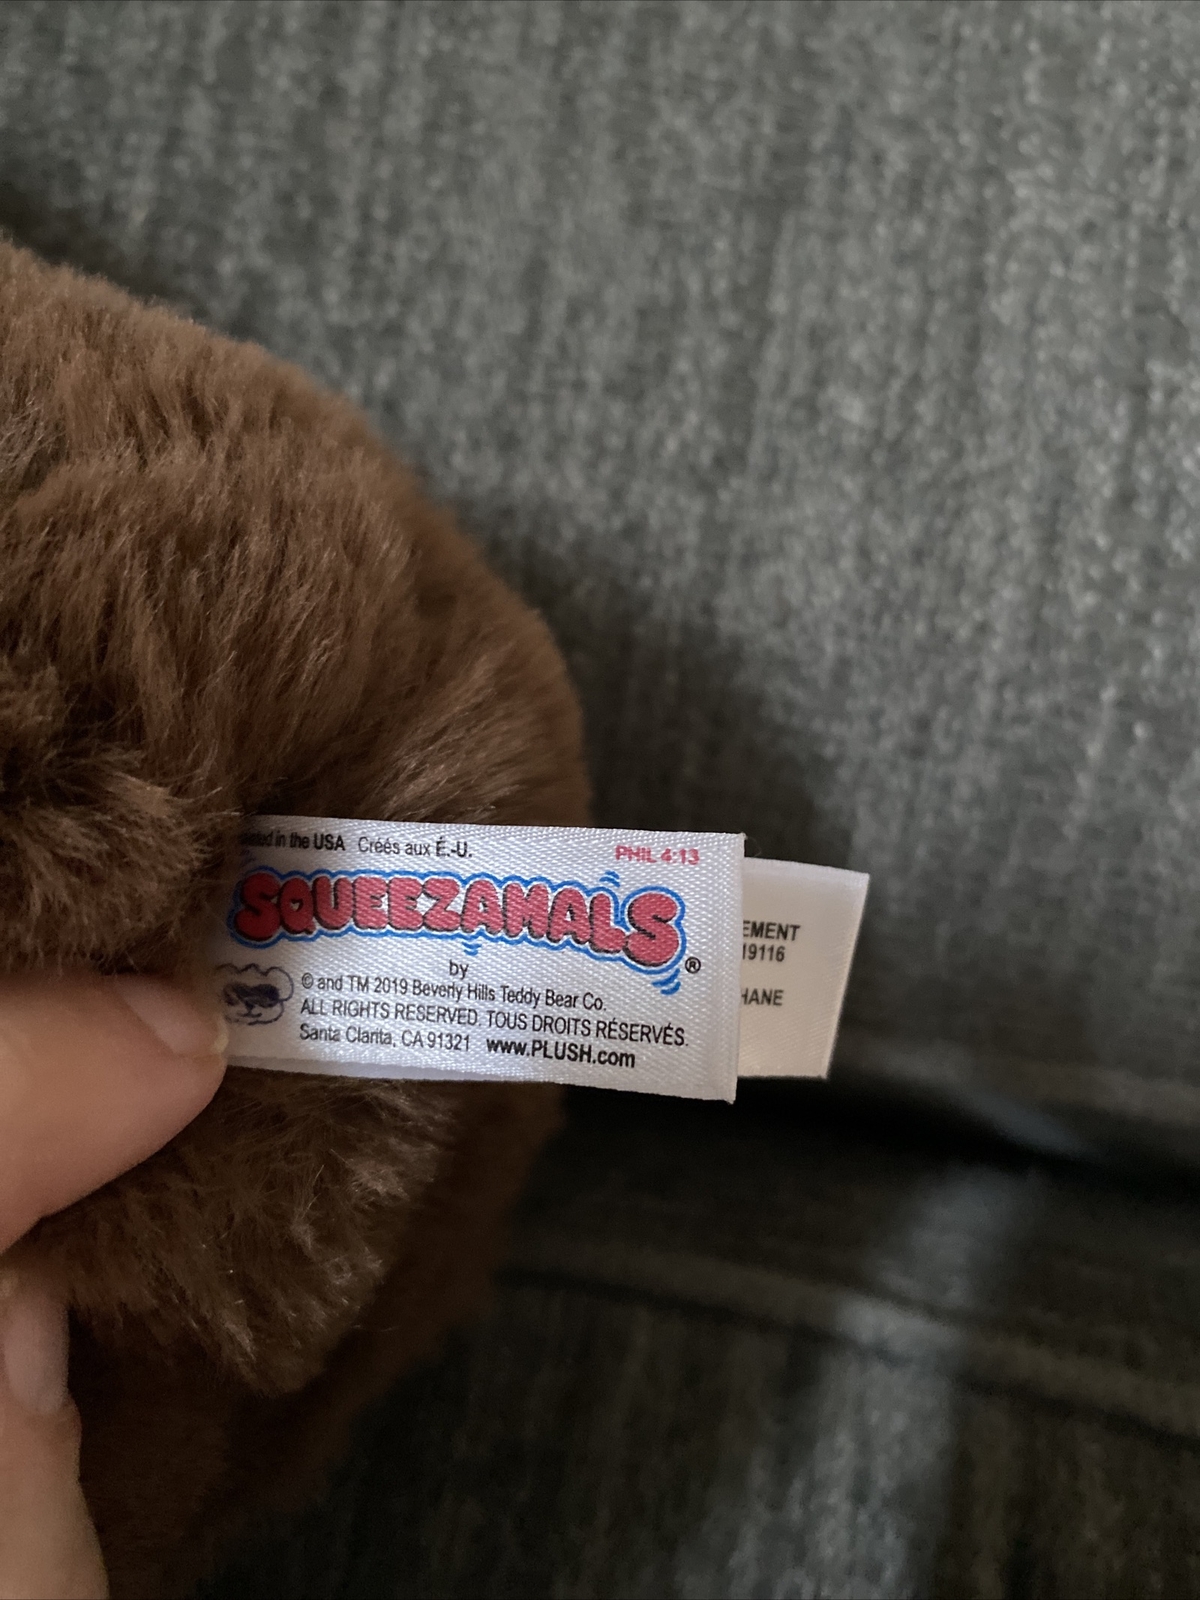 in the USA Créés aux É.-U.
PHIL 4:13
SQUEEZAMALS®
by
© and TM 2019 Beverly Hills Teddy Bear Co.
ALL RIGHTS RESERVED. TOUS DROITS RÉSERVÉS.
Santa Clarita, CA 91321 www.PLUSH.com
EMENT
19116
HANE